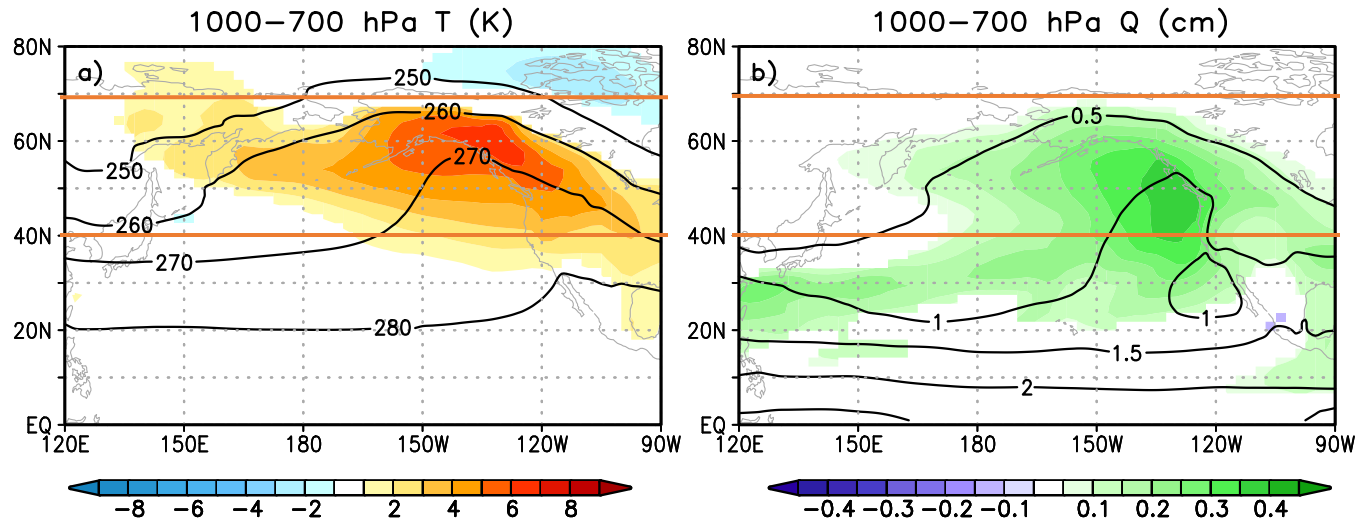 1000−700 hPa T (K)
1000−700 hPa Q (cm)
80N
60N
40N
20N
EQ
a)
250
260
270
250
260
270
280
120E 150E 180 150W 120W 90W
−8 −6 −4 −2 2 4 6 8
80N
60N
40N
20N
EQ
b)
0.5
1
1
1.5
2
120E 150E 180 150W 120W 90W
−0.4 −0.3 −0.2 −0.1 0.1 0.2 0.3 0.4